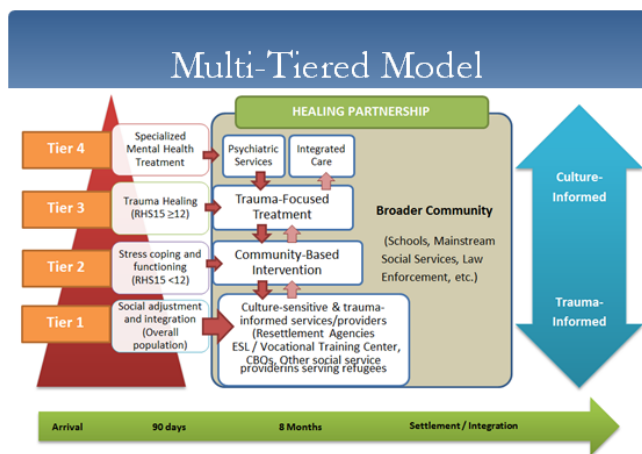 Multi-Tiered Model
HEALING PARTNERSHIP
Tier 4
Specialized
Mental Health
Treatment
Psychiatric
Services
Integrated
Care
Tier 3
Trauma Healing
(RHS15 ≥12)
Trauma-Focused
Treatment
Tier 2
Stress coping and
functioning
(RHS15 <12)
Community-Based
Intervention
Tier 1
Social adjustment
and integration
(Overall
population)
Culture-sensitive & trauma-
informed services/providers
(Resettlement Agencies
ESL / Vocational Training Center,
CBOs, Other social service
providerins serving refugees
Broader Community
(Schools, Mainstream
Social Services, Law
Enforcement, etc.)
Culture-
Informed
Trauma-
Informed
Arrival
90 days
8 Months
Settlement / Integration